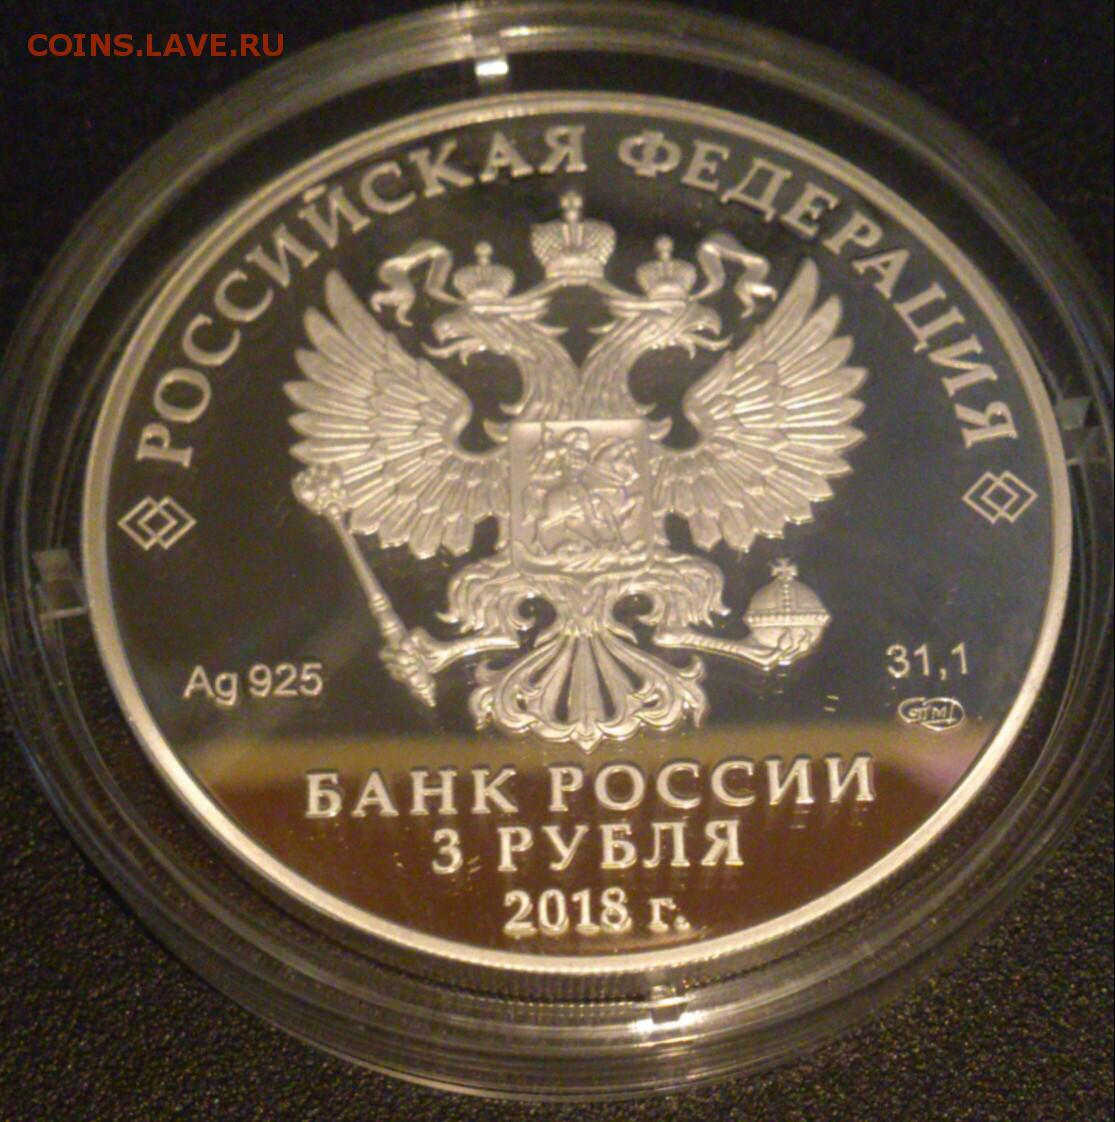 COINS.LAVE.RU
РОССИЙСКАЯ ФЕДЕРАЦИЯ
Ag 925
31,1
БАНК РОССИИ
3 РУБЛЯ
2018 г.